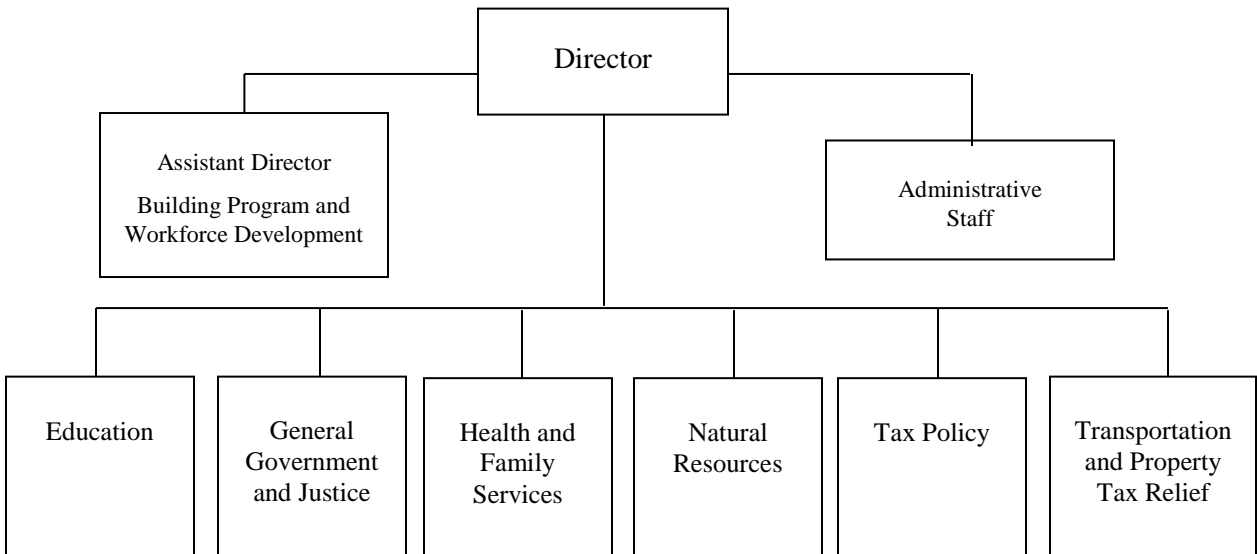 Director
Assistant Director
Building Program and
Workforce Development
Administrative
Staff
Education
General
Government
and Justice
Health and
Family
Services
Natural
Resources
Tax Policy
Transportation
and Property
Tax Relief